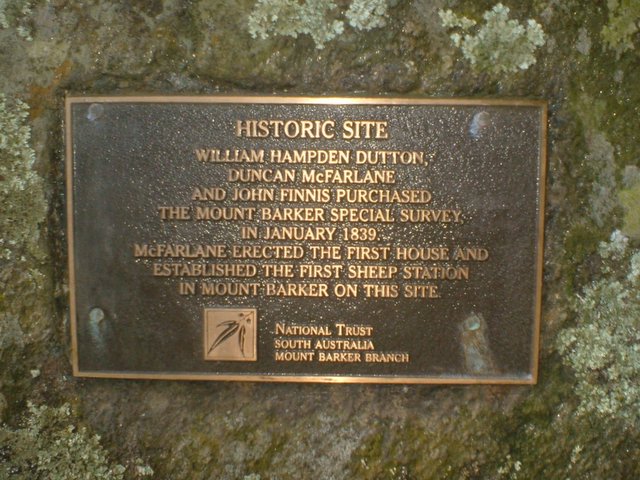 HISTORIC SITE
WILLIAM HAMPDEN DUTTON,
DUNCAN McFARLANE
AND JOHN FINNIS PURCHASED
THE MOUNT BARKER SPECIAL SURVEY
IN JANUARY 1839.
McFARLANE ERECTED THE FIRST HOUSE AND
ESTABLISHED THE FIRST SHEEP STATION
IN MOUNT BARKER ON THIS SITE.
NATIONAL TRUST
SOUTH AUSTRALIA
MOUNT BARKER BRANCH